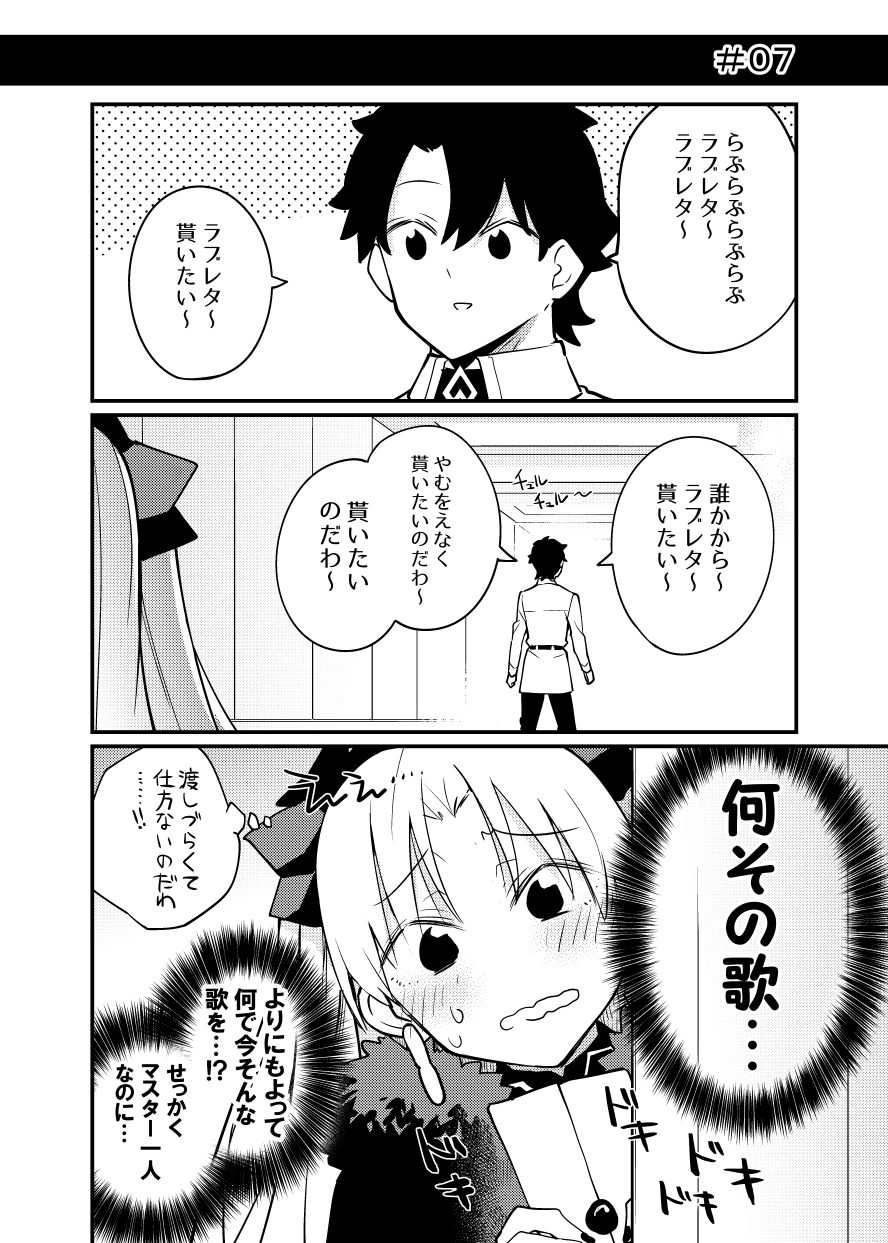 #07
らぶらぶらぶらぶ
ラブレタ〜
ラブレタ〜
ラブレタ〜
貰いたい〜
誰かから〜
ラブレタ〜
貰いたい〜
チュル
チュル〜
やむをえなく
貰いたいのだわ〜
貰いたい
のだわ〜
何その歌…
えええ……
渡しづらくて
仕方ないのだわ
……!!
よりにもよって
何で今そんな
歌を…!?
せっかく
マスター一人
なのに…
ドキ
ドキ
ドキ
ドキ